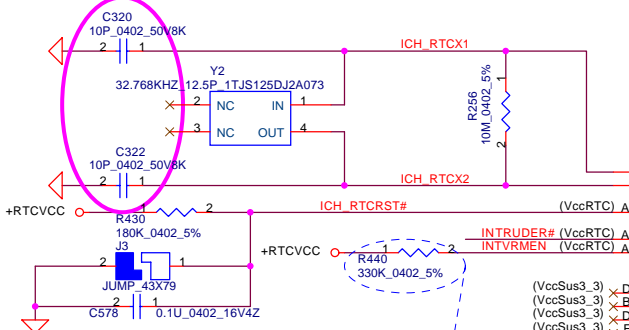 C320
10P_0402_50V8K
2 1
ICH_RTCX1
Y2
32.768KHZ_12.5P_1TJS125DJ2A073
2 NC IN 1
3 NC OUT 4
1
R256
10M_0402_5%
2
C322
10P_0402_50V8K
2 1
ICH_RTCX2
+RTCVCC 1 2 ICH_RTCRST# (VccRTC) A
R430
180K_0402_5%
INTRUDER# (VccRTC) A
INTVRMEN (VccRTC) A
+RTCVCC 1 2
R440
330K_0402_5%
J3
2 1
JUMP_43X79
2 1
C578 0.1U_0402_16V4Z
(VccSus3_3) D
(VccSus3_3) B
(VccSus3_3) D
(VccSus3_3)